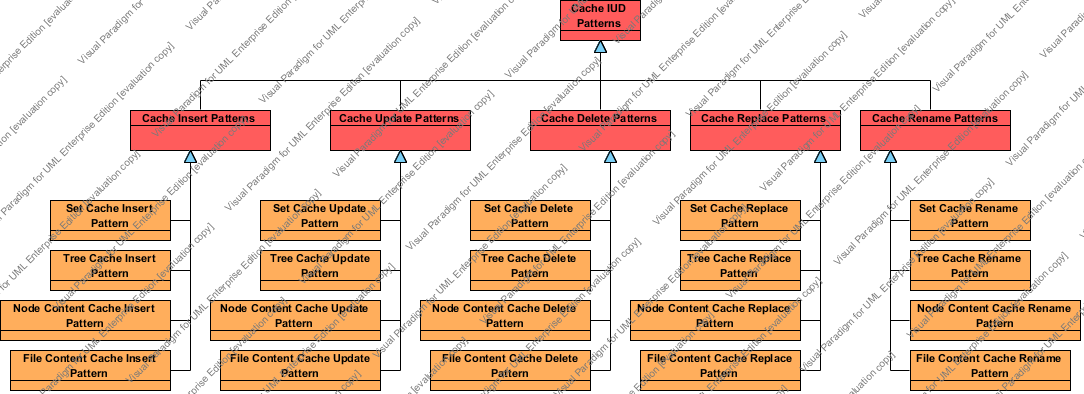 Cache IUD
Patterns
Cache Insert Patterns
Cache Update Patterns
Cache Delete Patterns
Cache Replace Patterns
Cache Rename Patterns
Set Cache Insert
Pattern
Set Cache Update
Pattern
Set Cache Delete
Pattern
Set Cache Replace
Pattern
Set Cache Rename
Pattern
Tree Cache Insert
Pattern
Tree Cache Update
Pattern
Tree Cache Delete
Pattern
Tree Cache Replace
Pattern
Tree Cache Rename
Pattern
Node Content Cache Insert
Pattern
Node Content Cache Update
Pattern
Node Content Cache Delete
Pattern
Node Content Cache Replace
Pattern
Node Content Cache Rename
Pattern
File Content Cache Insert
Pattern
File Content Cache Update
Pattern
File Content Cache Delete
Pattern
File Content Cache Replace
Pattern
File Content Cache Rename
Pattern
Visual Paradigm for UML Enterprise Edition [evaluation copy]